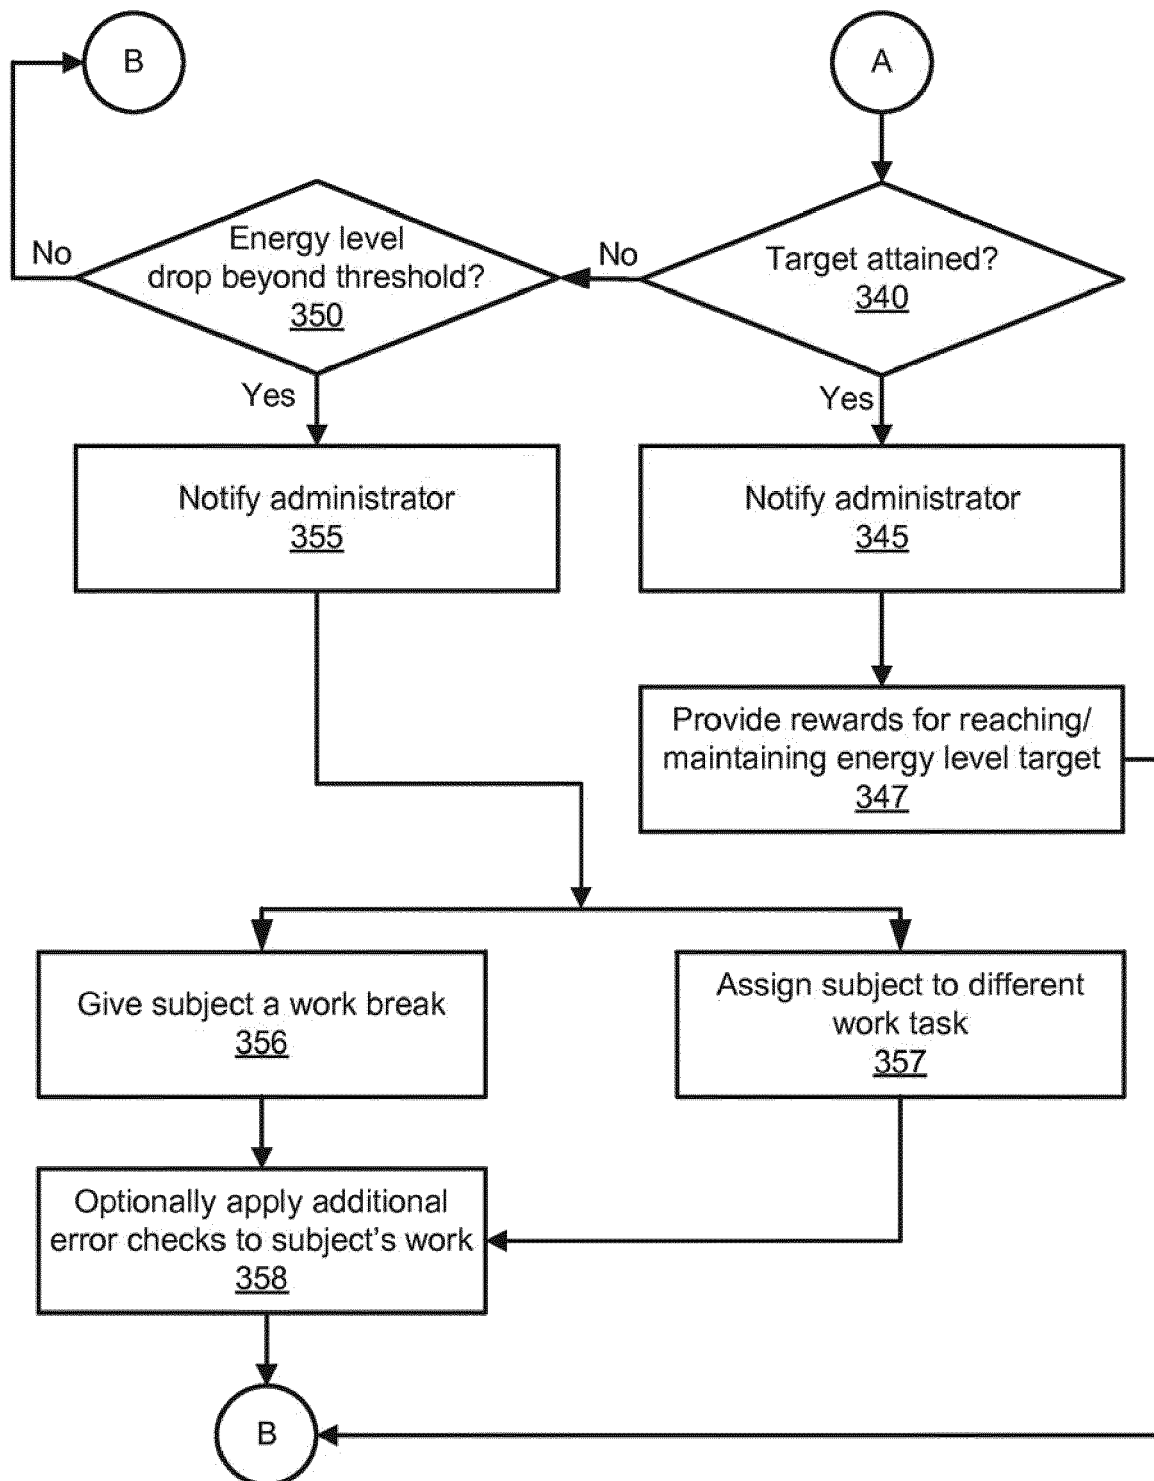 B
A
Energy level
drop beyond threshold?
350
No
No
Target attained?
340
Yes
Yes
Notify administrator
355
Notify administrator
345
Provide rewards for reaching/
maintaining energy level target
347
Give subject a work break
356
Assign subject to different
work task
357
Optionally apply additional
error checks to subject's work
358
B